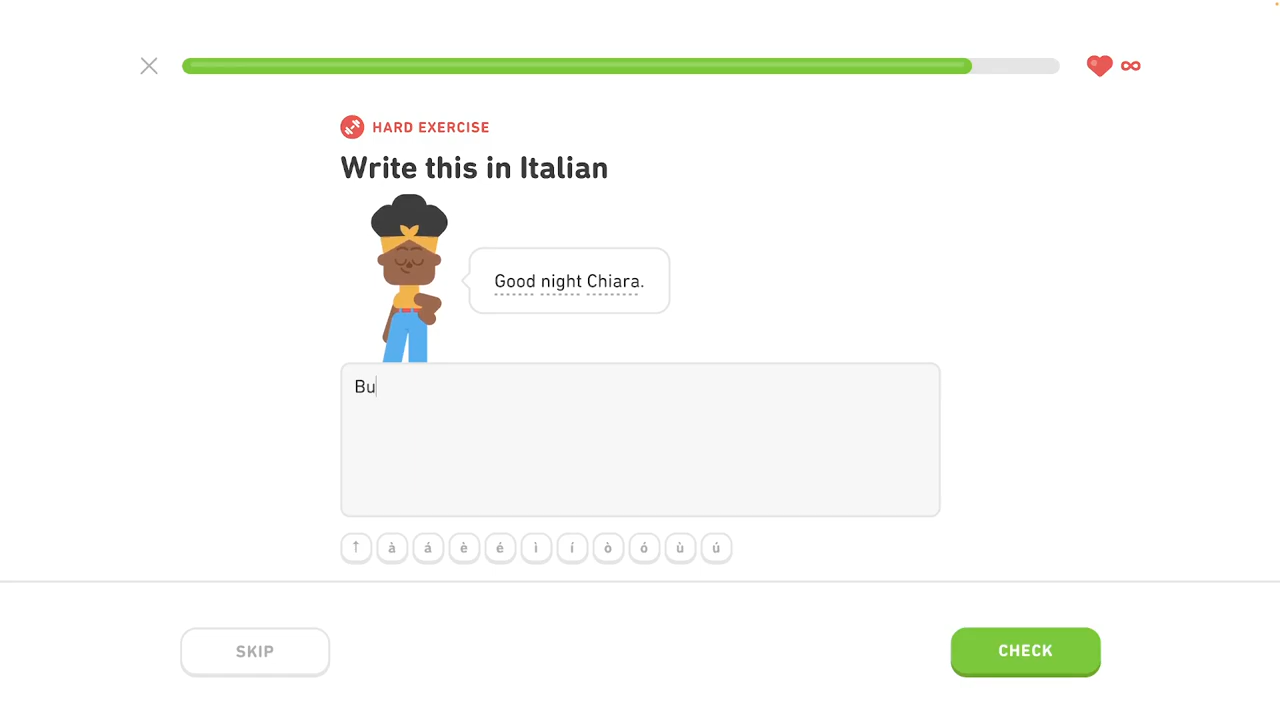 HARD EXERCISE
Write this in Italian
Good night Chiara.
Bu
↑ à á è é ì í ò ó ù ú
SKIP
CHECK